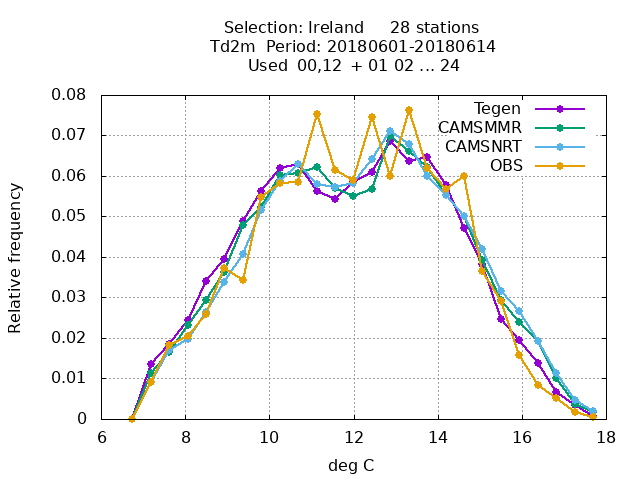 Selection: Ireland 28 stations
Td2m Period: 20180601-20180614
Used 00,12 + 01 02 ... 24
Tegen
CAMSMMR
CAMSNRT
OBS
Relative frequency
0.08
0.07
0.06
0.05
0.04
0.03
0.02
0.01
0
6 8 10 12 14 16 18
deg C